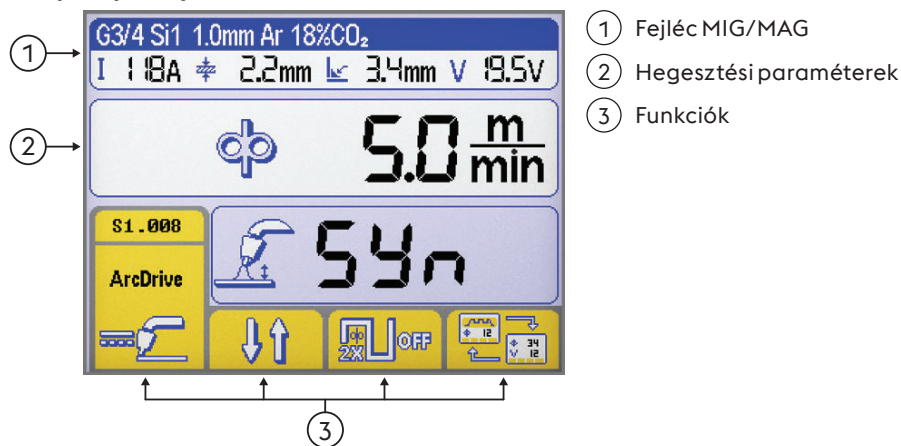 G3/4 Si1 1.0mm Ar 18%CO₂
I 118A 2.2mm 3.4mm V 19.5V
5.0 m/min
S1.008
ArcDrive
SYn
2X OFF
12
34
V 12
1 Fejléc MIG/MAG
2 Hegesztési paraméterek
3 Funkciók
1
2
3